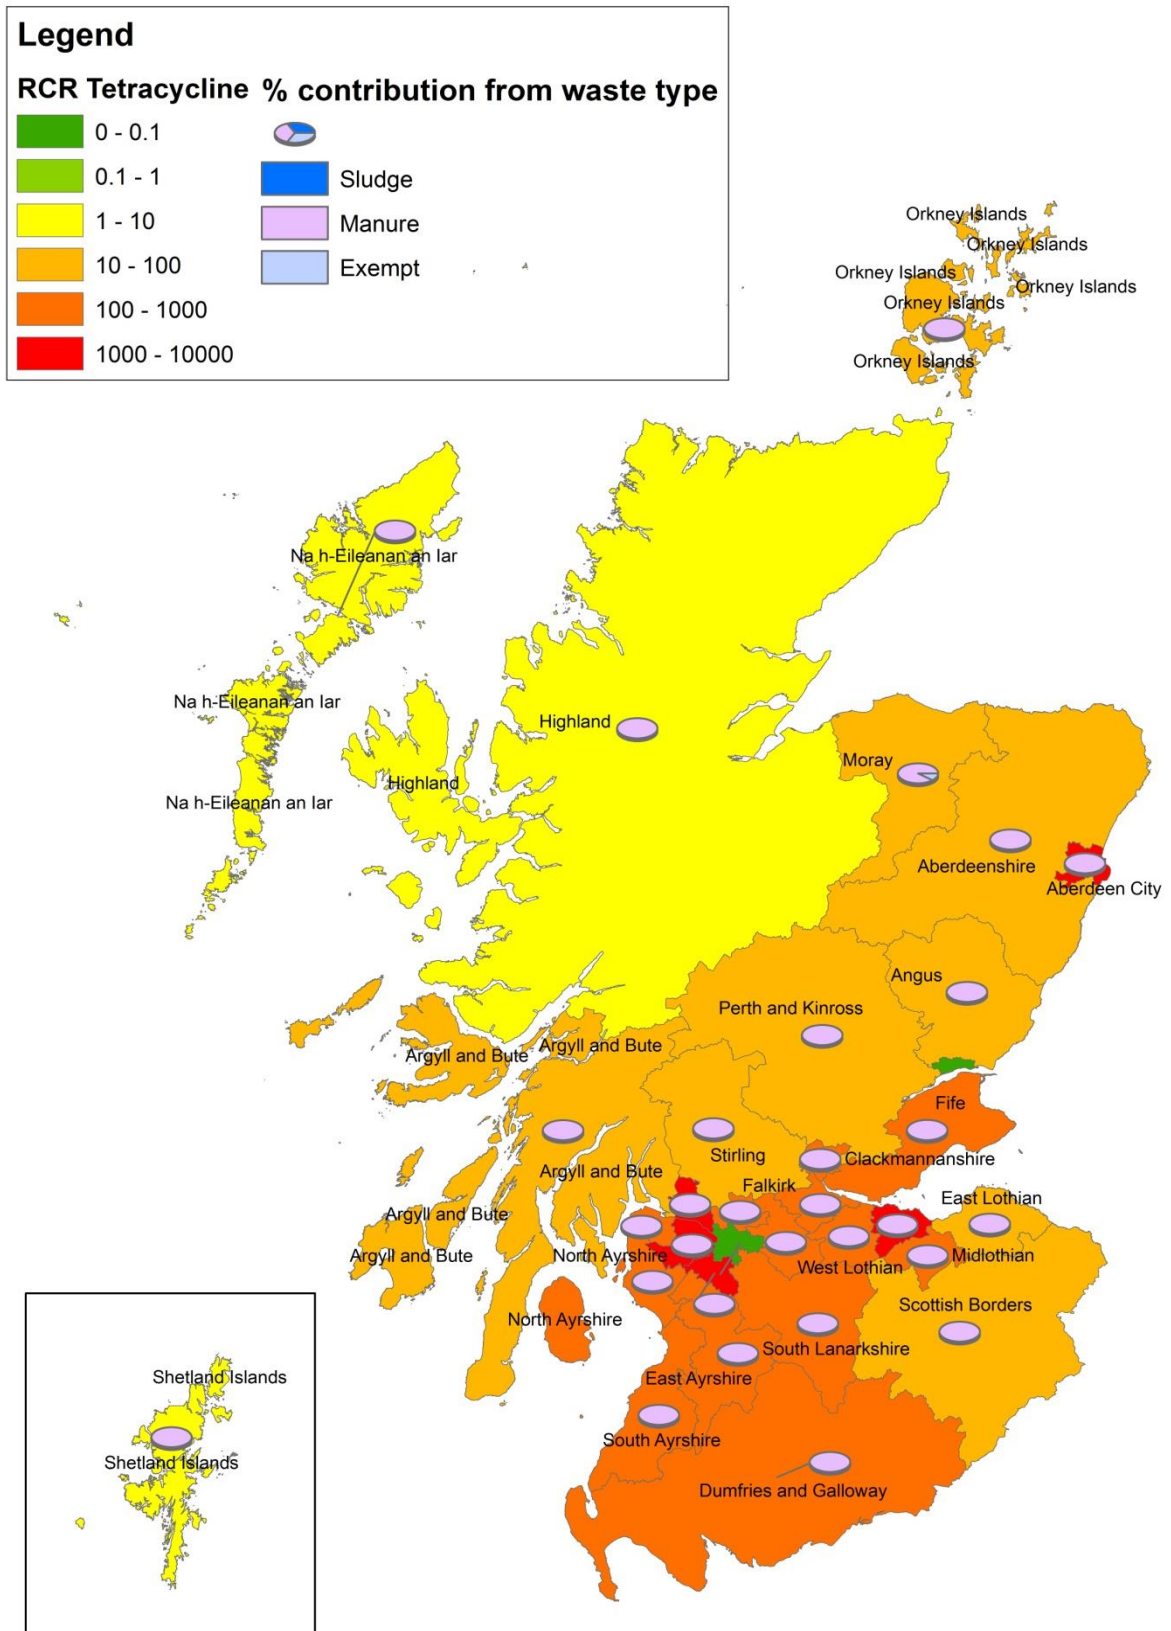 Legend
RCR Tetracycline
% contribution from waste type
0 - 0.1
0.1 - 1
1 - 10
10 - 100
100 - 1000
1000 - 10000
Sludge
Manure
Exempt
Orkney Islands
Orkney Islands
Orkney Islands
Orkney Islands
Orkney Islands
Orkney Islands
Na h-Eileanan an Iar
Na h-Eileanan an Iar
Na h-Eileanan an Iar
Highland
Highland
Moray
Aberdeenshire
Aberdeen City
Angus
Perth and Kinross
Argyll and Bute
Argyll and Bute
Fife
Stirling
Clackmannanshire
Argyll and Bute
Falkirk
East Lothian
Argyll and Bute
Argyll and Bute
North Ayrshire
West Lothian
Midlothian
North Ayrshire
Scottish Borders
South Lanarkshire
East Ayrshire
South Ayrshire
Dumfries and Galloway
Shetland Islands
Shetland Islands